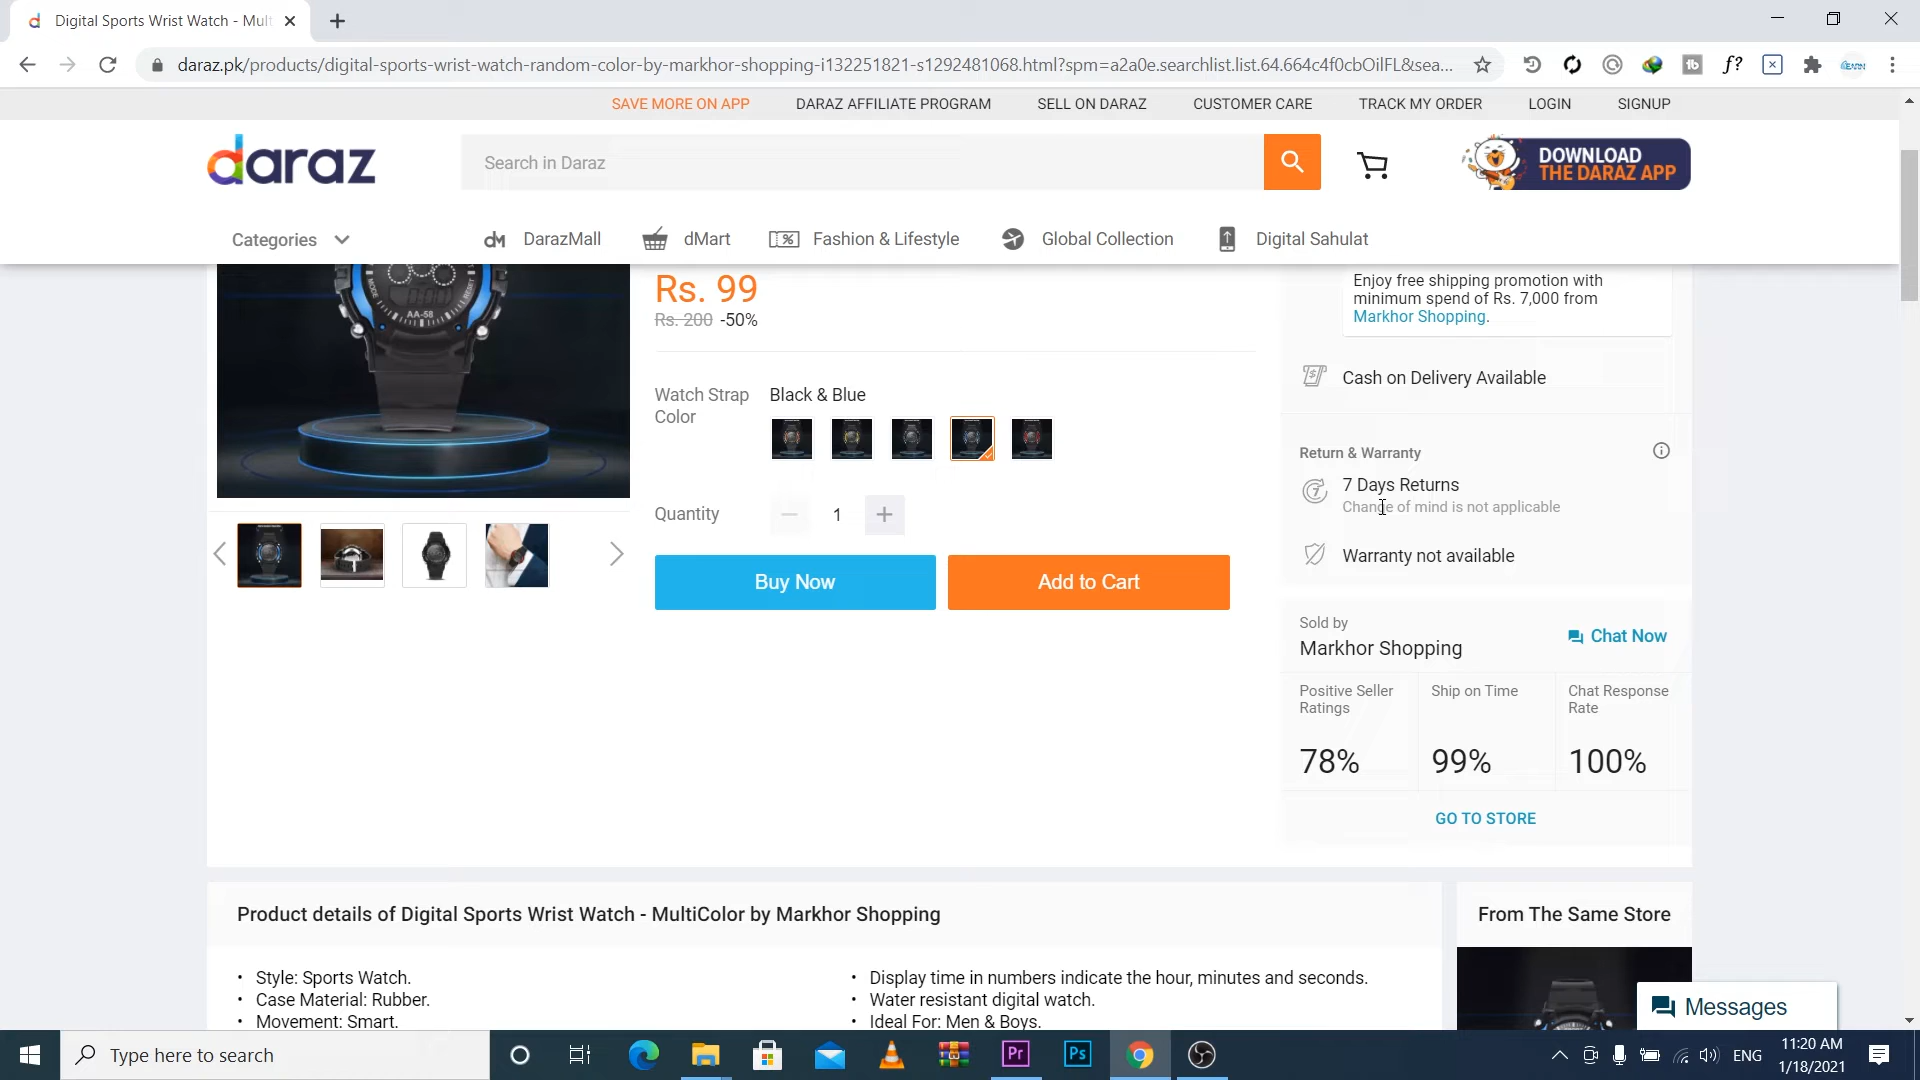 Digital Sports Wrist Watch - Mult
daraz.pk/products/digital-sports-wrist-watch-random-color-by-markhor-shopping-i132251821-s1292481068.html?spm=a2a0e.searchlist.list.64.664c4f0cbOilFL&sea...
SAVE MORE ON APP DARAZ AFFILIATE PROGRAM SELL ON DARAZ CUSTOMER CARE TRACK MY ORDER LOGIN SIGNUP
daraz
Search in Daraz
DOWNLOAD
THE DARAZ APP
Categories DarazMall dMart Fashion & Lifestyle Global Collection Digital Sahulat
MODE
RESET
AA-58
Rs. 99
Rs. 200 -50%
Watch Strap Color
Black & Blue
Quantity
1
Buy Now
Add to Cart
Enjoy free shipping promotion with
minimum spend of Rs. 7,000 from
Markhor Shopping.
Cash on Delivery Available
Return & Warranty
7 Days Returns
Change of mind is not applicable
Warranty not available
Sold by
Markhor Shopping
Chat Now
Positive Seller Ratings
Ship on Time
Chat Response Rate
78% 99% 100%
GO TO STORE
Product details of Digital Sports Wrist Watch - MultiColor by Markhor Shopping
• Style: Sports Watch.
• Case Material: Rubber.
• Movement: Smart.
• Display time in numbers indicate the hour, minutes and seconds.
• Water resistant digital watch.
• Ideal For: Men & Boys.
From The Same Store
Messages
Type here to search
Pr
Ps
ENG
11:20 AM
1/18/2021